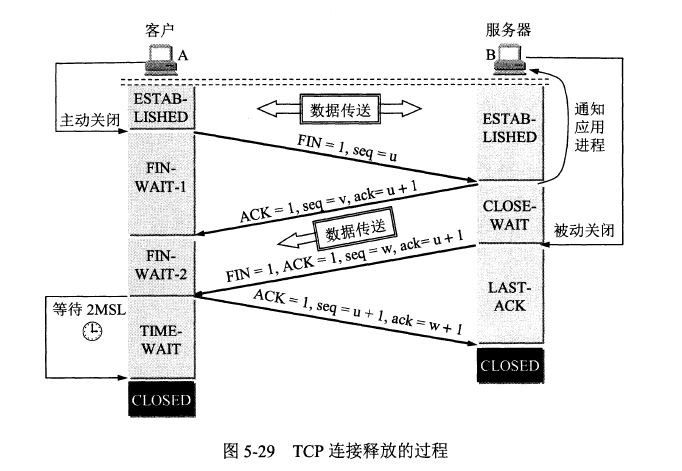 客户
服务器
A
B
ESTAB-
LISHED
数据传送
通知
应用
进程
主动关闭
ESTAB-
LISHED
FIN = 1, seq = u
FIN-
WAIT-1
ACK = 1, seq = v, ack= u + 1
CLOSE-
WAIT
数据传送
被动关闭
FIN-
WAIT-2
FIN = 1, ACK = 1, seq = w, ack= u + 1
LAST-
ACK
ACK = 1, seq = u + 1, ack = w + 1
等待 2MSL
TIME-
WAIT
CLOSED
CLOSED
图 5-29 TCP 连接释放的过程